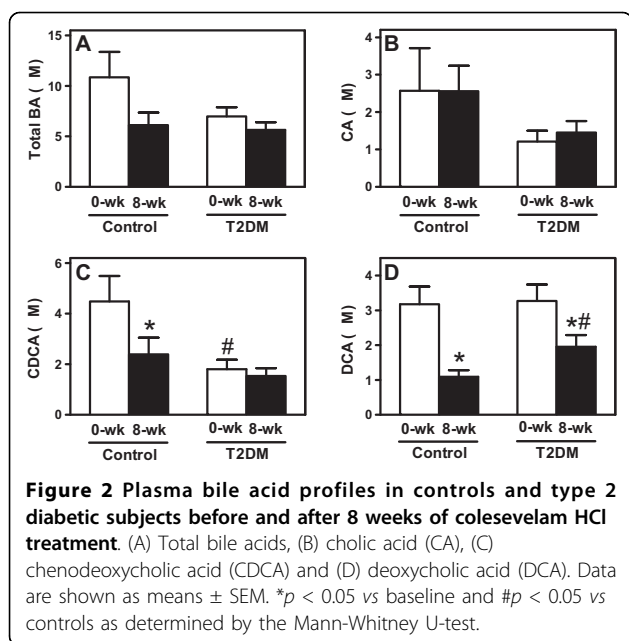 A
B
Total BA ( M)
15
10
5
0
CA ( M)
4
3
2
1
0
0-wk 8-wk 0-wk 8-wk
Control T2DM
0-wk 8-wk 0-wk 8-wk
Control T2DM
C
D
CDCA ( M)
6
4
2
0
* #
DCA ( M)
4
3
2
1
0
* *#
0-wk 8-wk 0-wk 8-wk
Control T2DM
0-wk 8-wk 0-wk 8-wk
Control T2DM
Figure 2 Plasma bile acid profiles in controls and type 2
diabetic subjects before and after 8 weeks of colesevelam HCl
treatment. (A) Total bile acids, (B) cholic acid (CA), (C)
chenodeoxycholic acid (CDCA) and (D) deoxycholic acid (DCA). Data
are shown as means ± SEM. *p < 0.05 vs baseline and #p < 0.05 vs
controls as determined by the Mann-Whitney U-test.